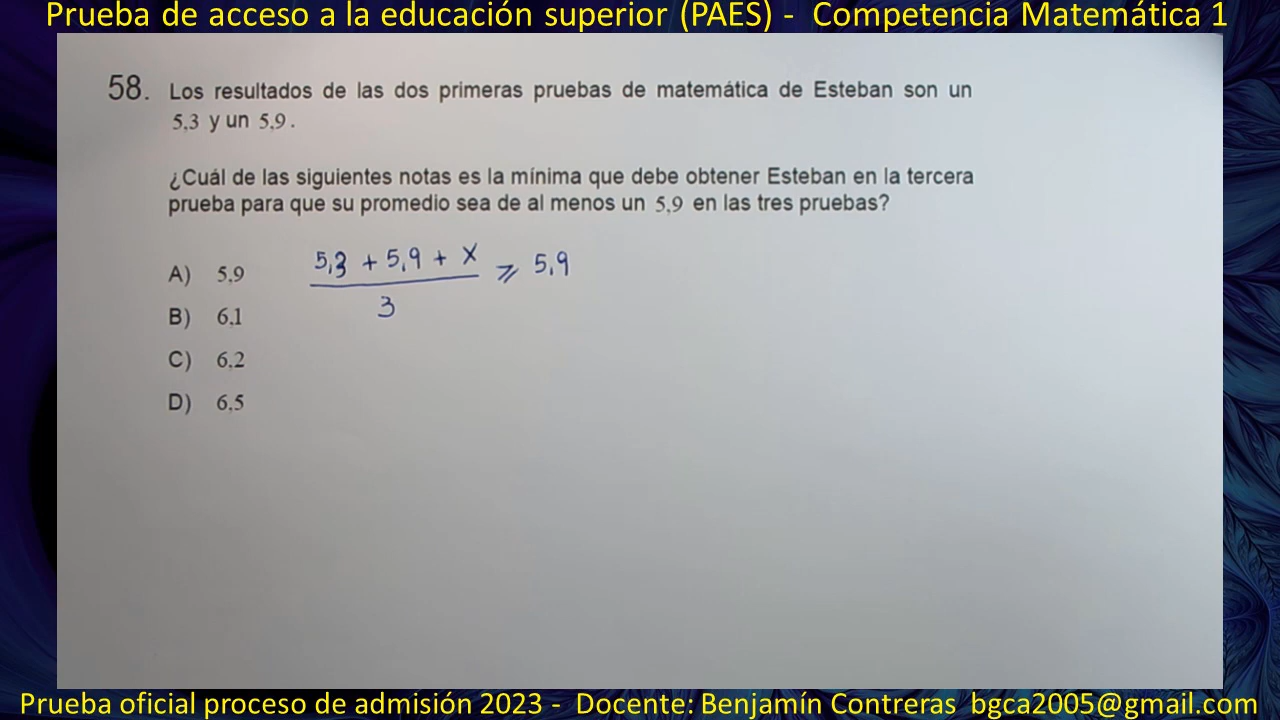 Prueba de acceso a la educación superior (PAES) - Competencia Matemática 1
58. Los resultados de las dos primeras pruebas de matemática de Esteban son un
5,3 y un 5,9.
¿Cuál de las siguientes notas es la mínima que debe obtener Esteban en la tercera
prueba para que su promedio sea de al menos un 5,9 en las tres pruebas?
5,3 + 5,9 + x ⩾ 5,9
3
A) 5,9
B) 6,1
C) 6,2
D) 6,5
Prueba oficial proceso de admisión 2023 - Docente: Benjamín Contreras bgca2005@gmail.com